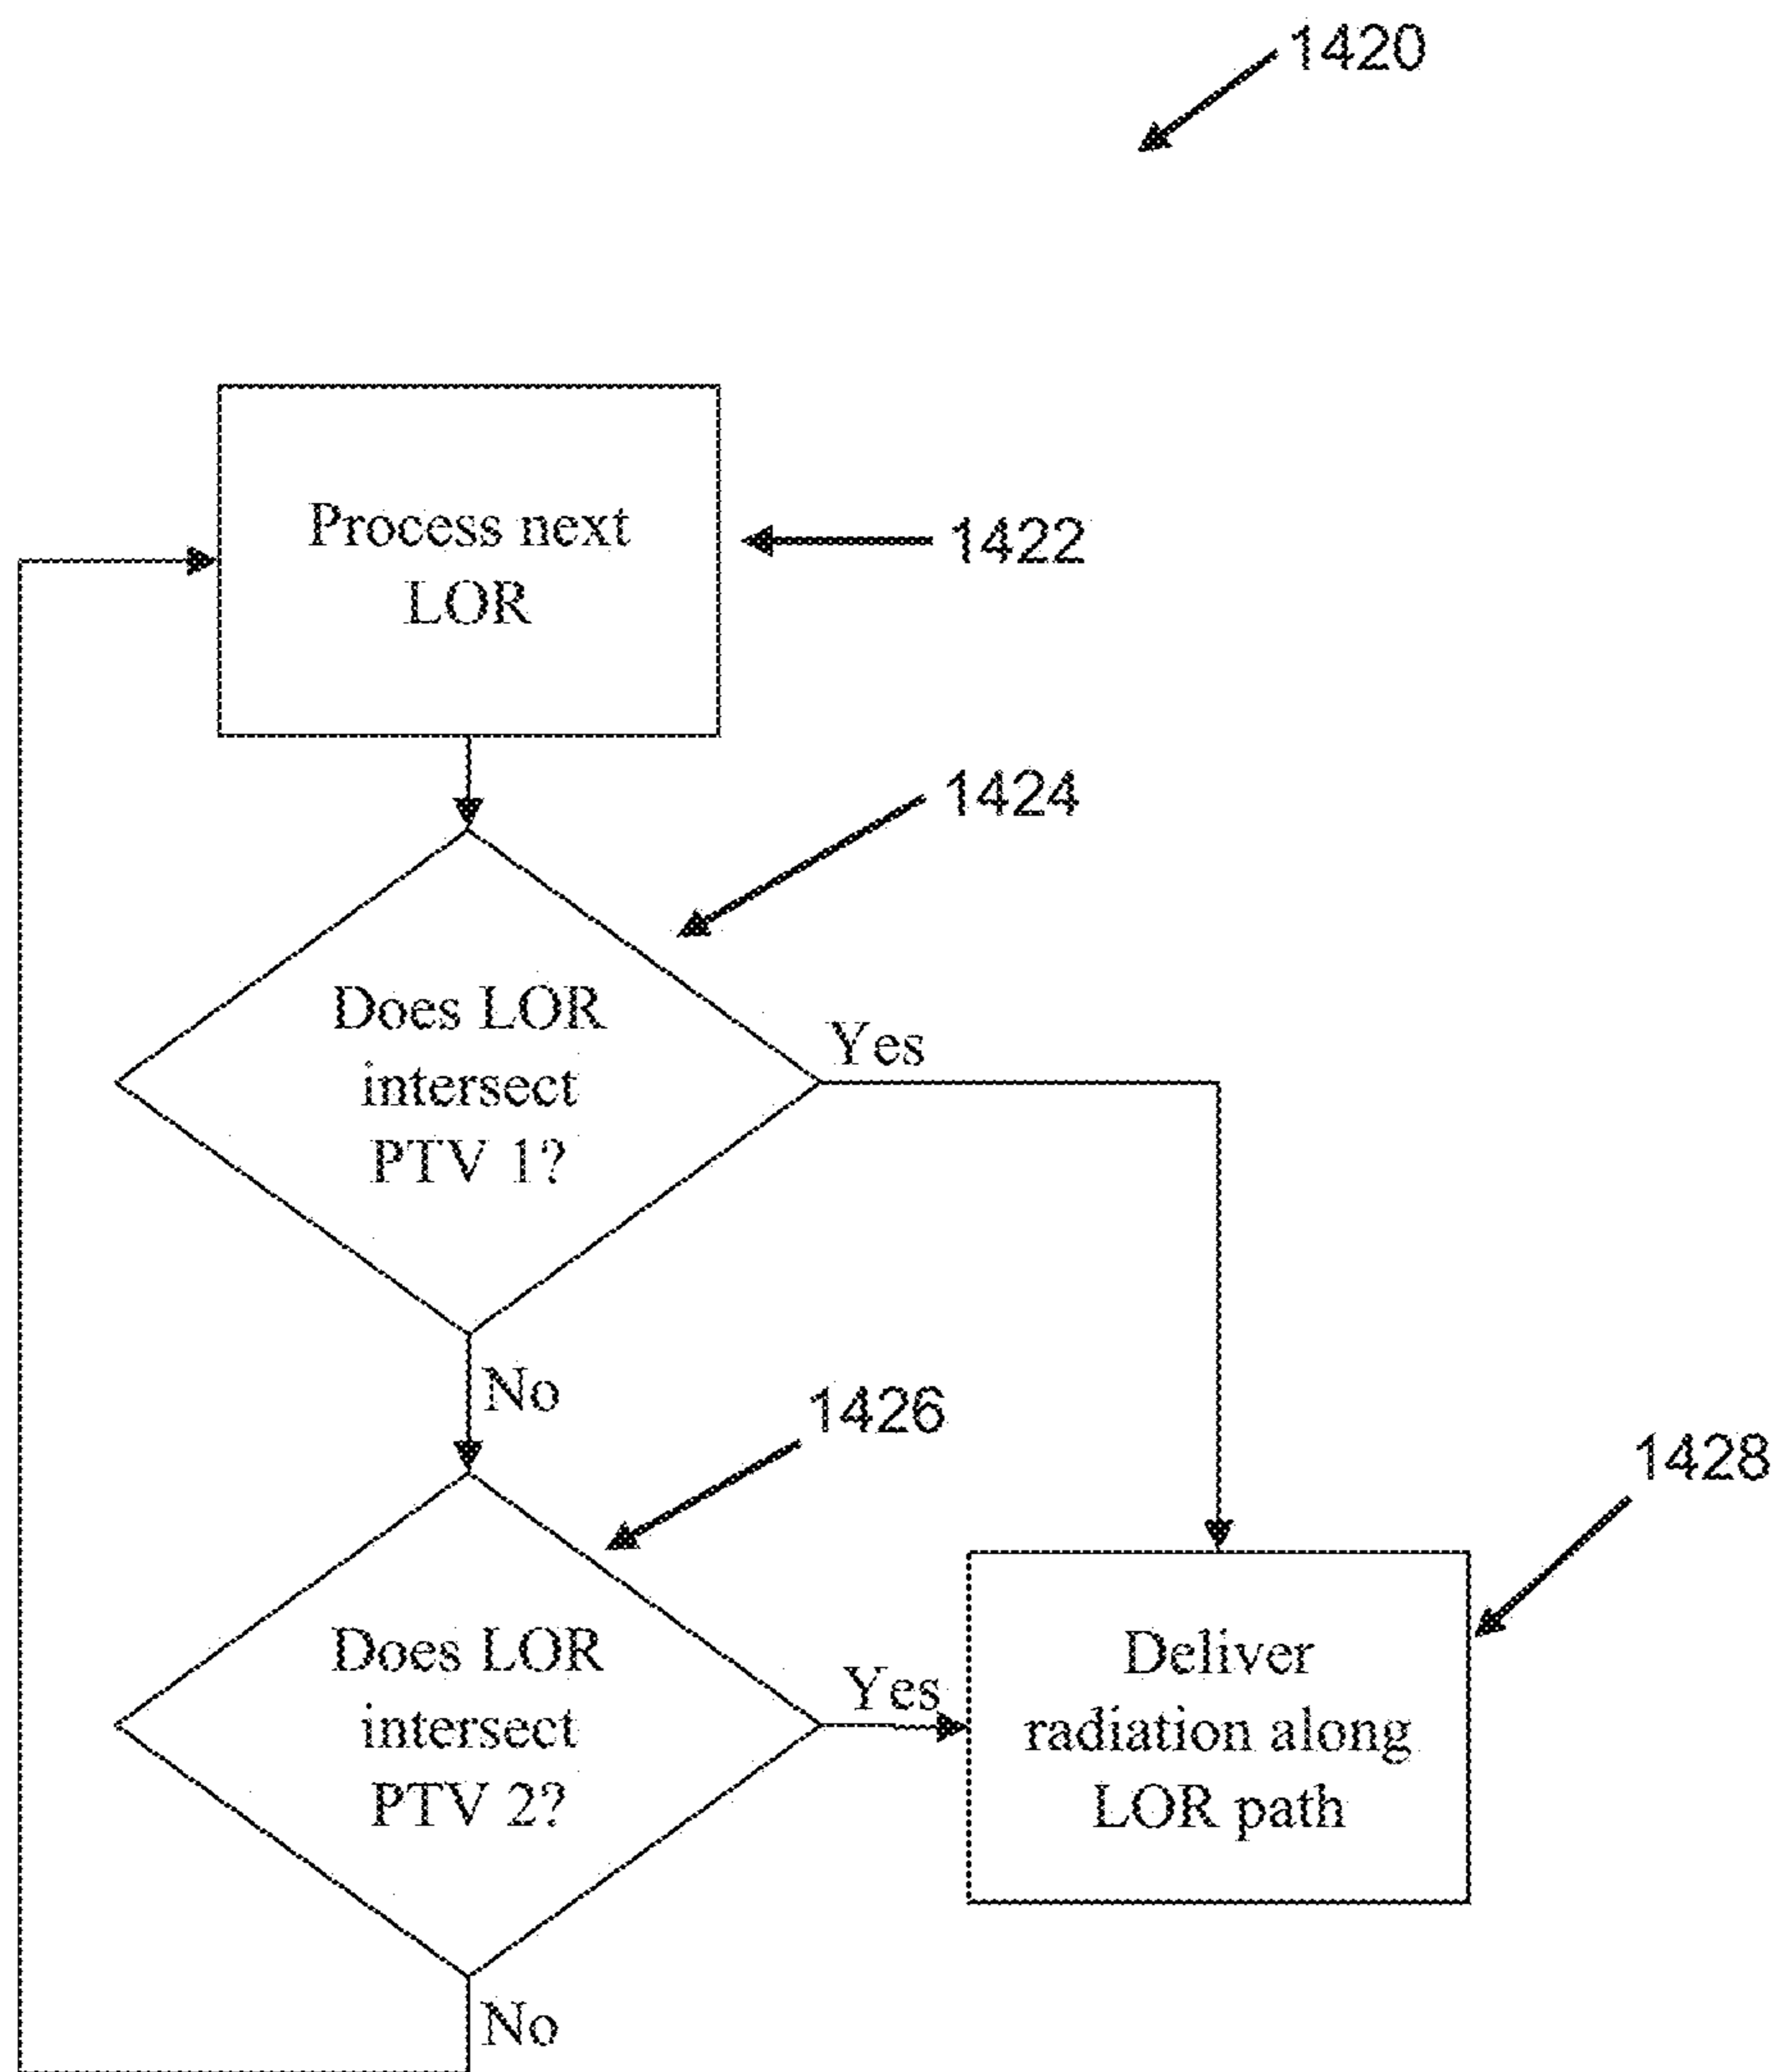 1420
Process next
LOR
1422
1424
Does LOR
intersect
PTV 1?
Yes
No
1426
1428
Does LOR
intersect
PTV 2?
Yes
Deliver
radiation along
LOR path
No